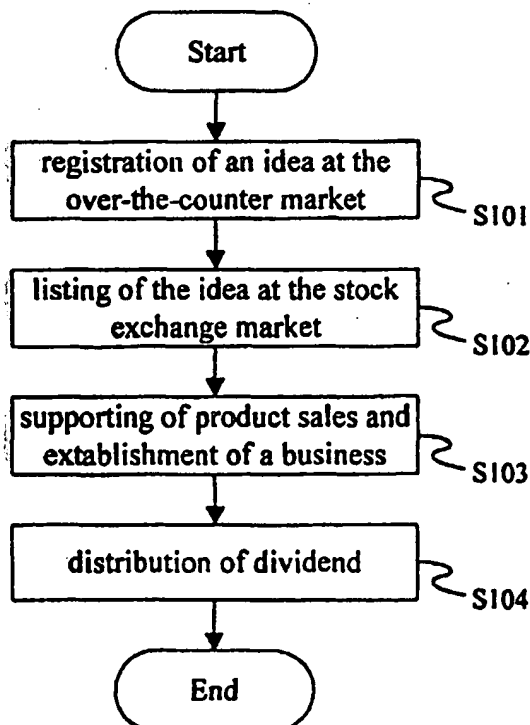 Start
registration of an idea at the
over-the-counter market
S101
listing of the idea at the stock
exchange market
S102
supporting of product sales and
extablishment of a business
S103
distribution of dividend
S104
End